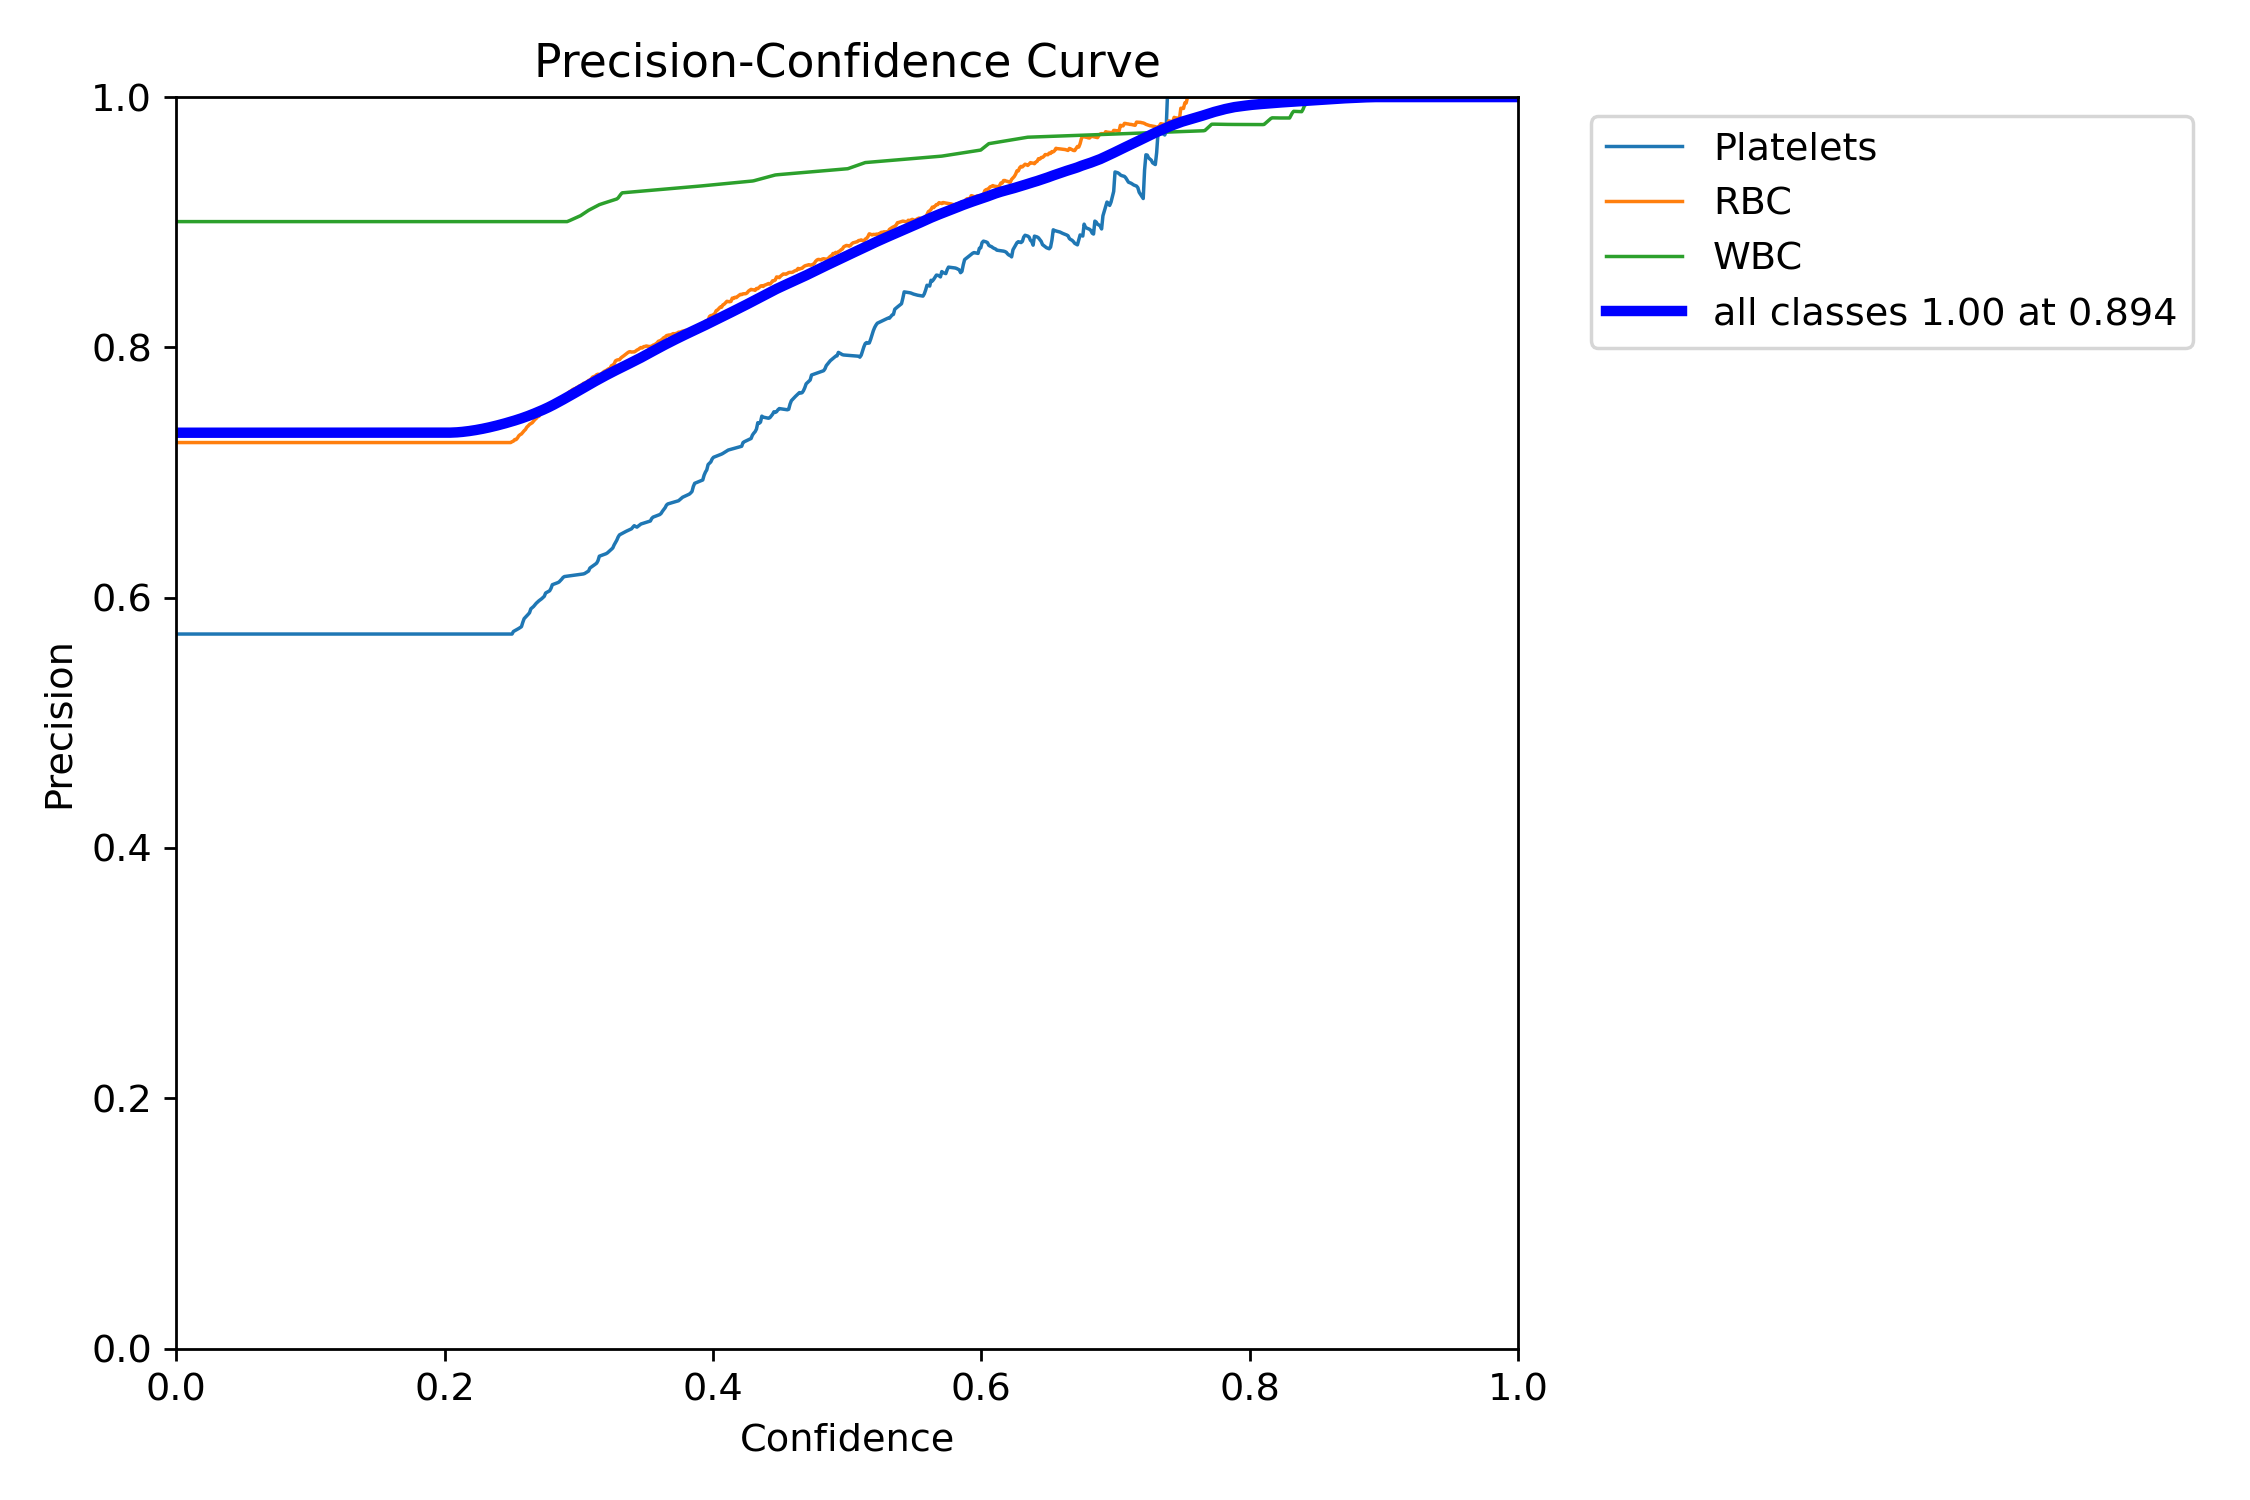 Precision-Confidence Curve
1.0
0.8
0.6
0.4
0.2
0.0
Precision
0.0 0.2 0.4 0.6 0.8 1.0
Confidence
Platelets
RBC
WBC
all classes 1.00 at 0.894